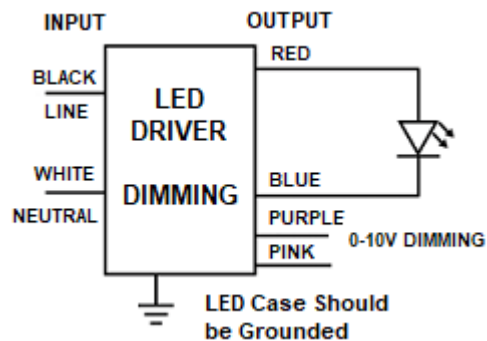 INPUT
OUTPUT
RED
BLACK
LINE
LED
DRIVER
WHITE
DIMMING
BLUE
NEUTRAL
PURPLE
0-10V DIMMING
PINK
LED Case Should
be Grounded